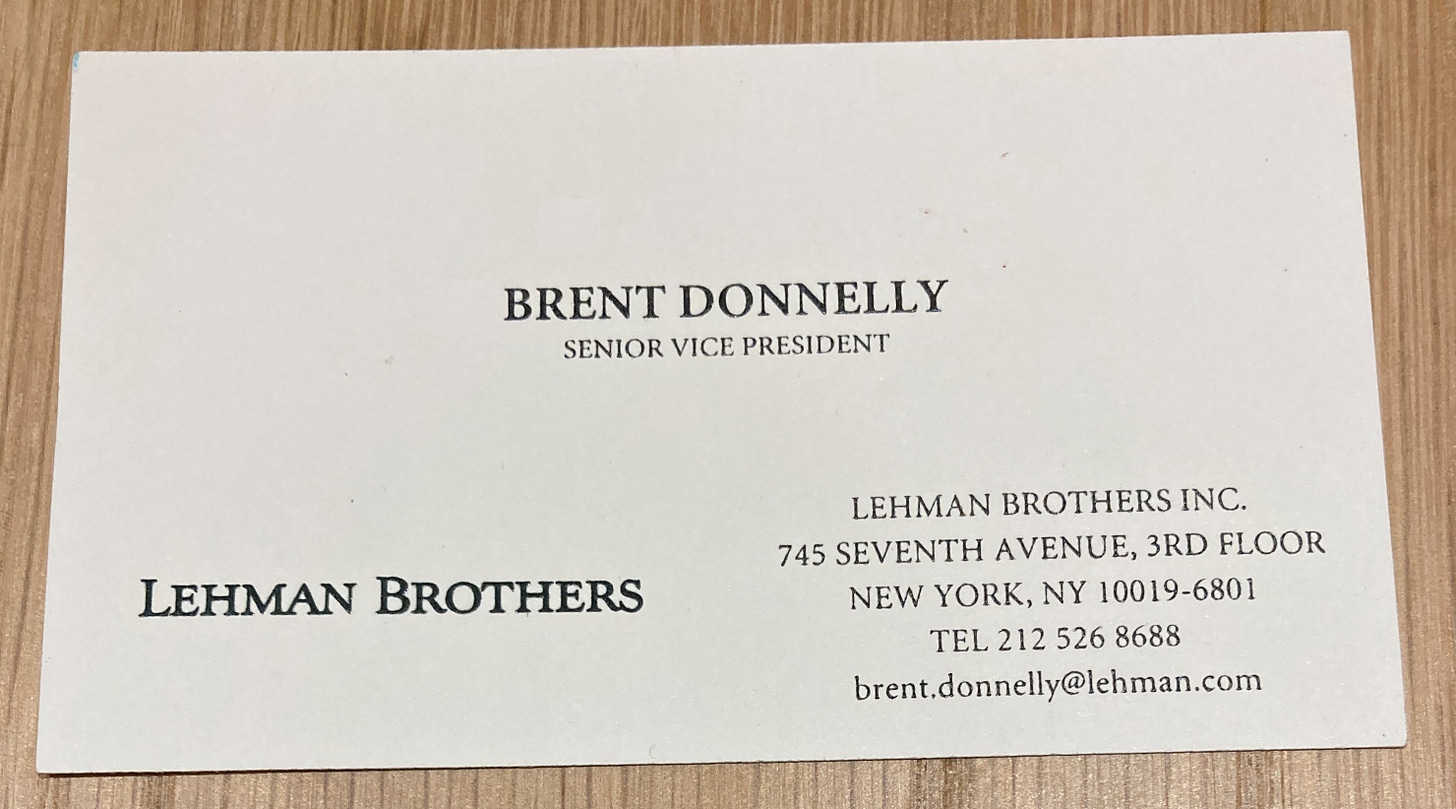 BRENT DONNELLY
SENIOR VICE PRESIDENT
LEHMAN BROTHERS
LEHMAN BROTHERS INC.
745 SEVENTH AVENUE, 3RD FLOOR
NEW YORK, NY 10019-6801
TEL 212 526 8688
brent.donnelly@lehman.com